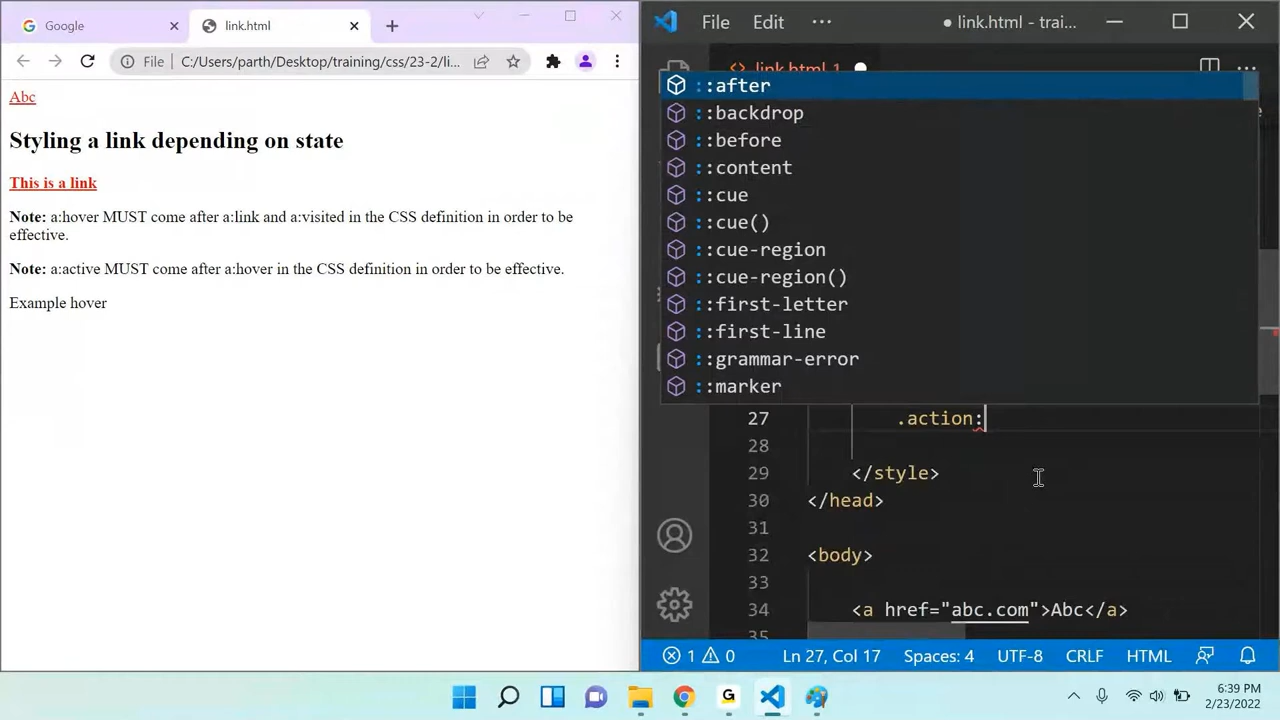 Google
link.html
File
C:/Users/parth/Desktop/training/css/23-2/li...
Abc
Styling a link depending on state
This is a link
Note: a:hover MUST come after a:link and a:visited in the CSS definition in order to be
effective.
Note: a:active MUST come after a:hover in the CSS definition in order to be effective.
Example hover
File Edit ··· ● link.html - trai...
link.html 1
::after
::backdrop
::before
::content
::cue
::cue()
::cue-region
::cue-region()
::first-letter
::first-line
::grammar-error
::marker
27 .action:
28
29 </style>
30 </head>
31
32 <body>
33
34 <a href="abc.com">Abc</a>
35
1 0 Ln 27, Col 17 Spaces: 4 UTF-8 CRLF HTML
G
6:39 PM
2/23/2022